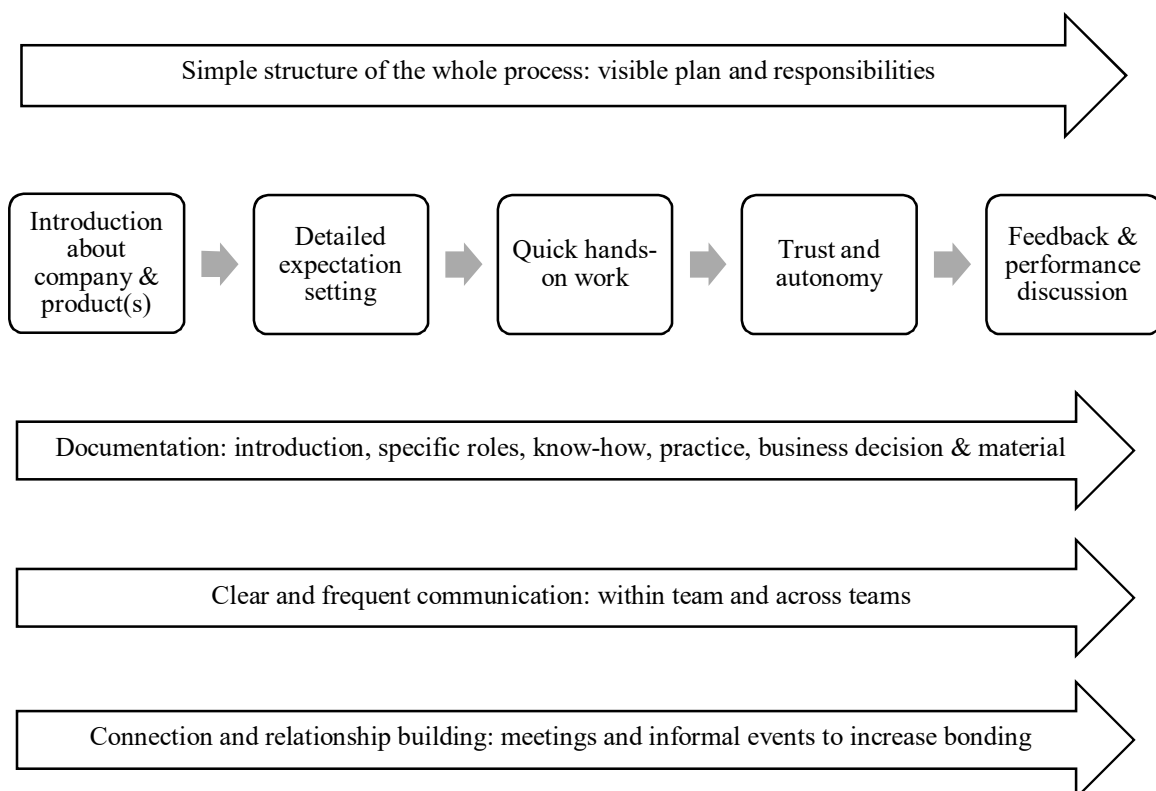 Simple structure of the whole process: visible plan and responsibilities
Introduction
about
company &
product(s)
Detailed
expectation
setting
Quick hands-
on work
Trust and
autonomy
Feedback &
performance
discussion
Documentation: introduction, specific roles, know-how, practice, business decision & material
Clear and frequent communication: within team and across teams
Connection and relationship building: meetings and informal events to increase bonding